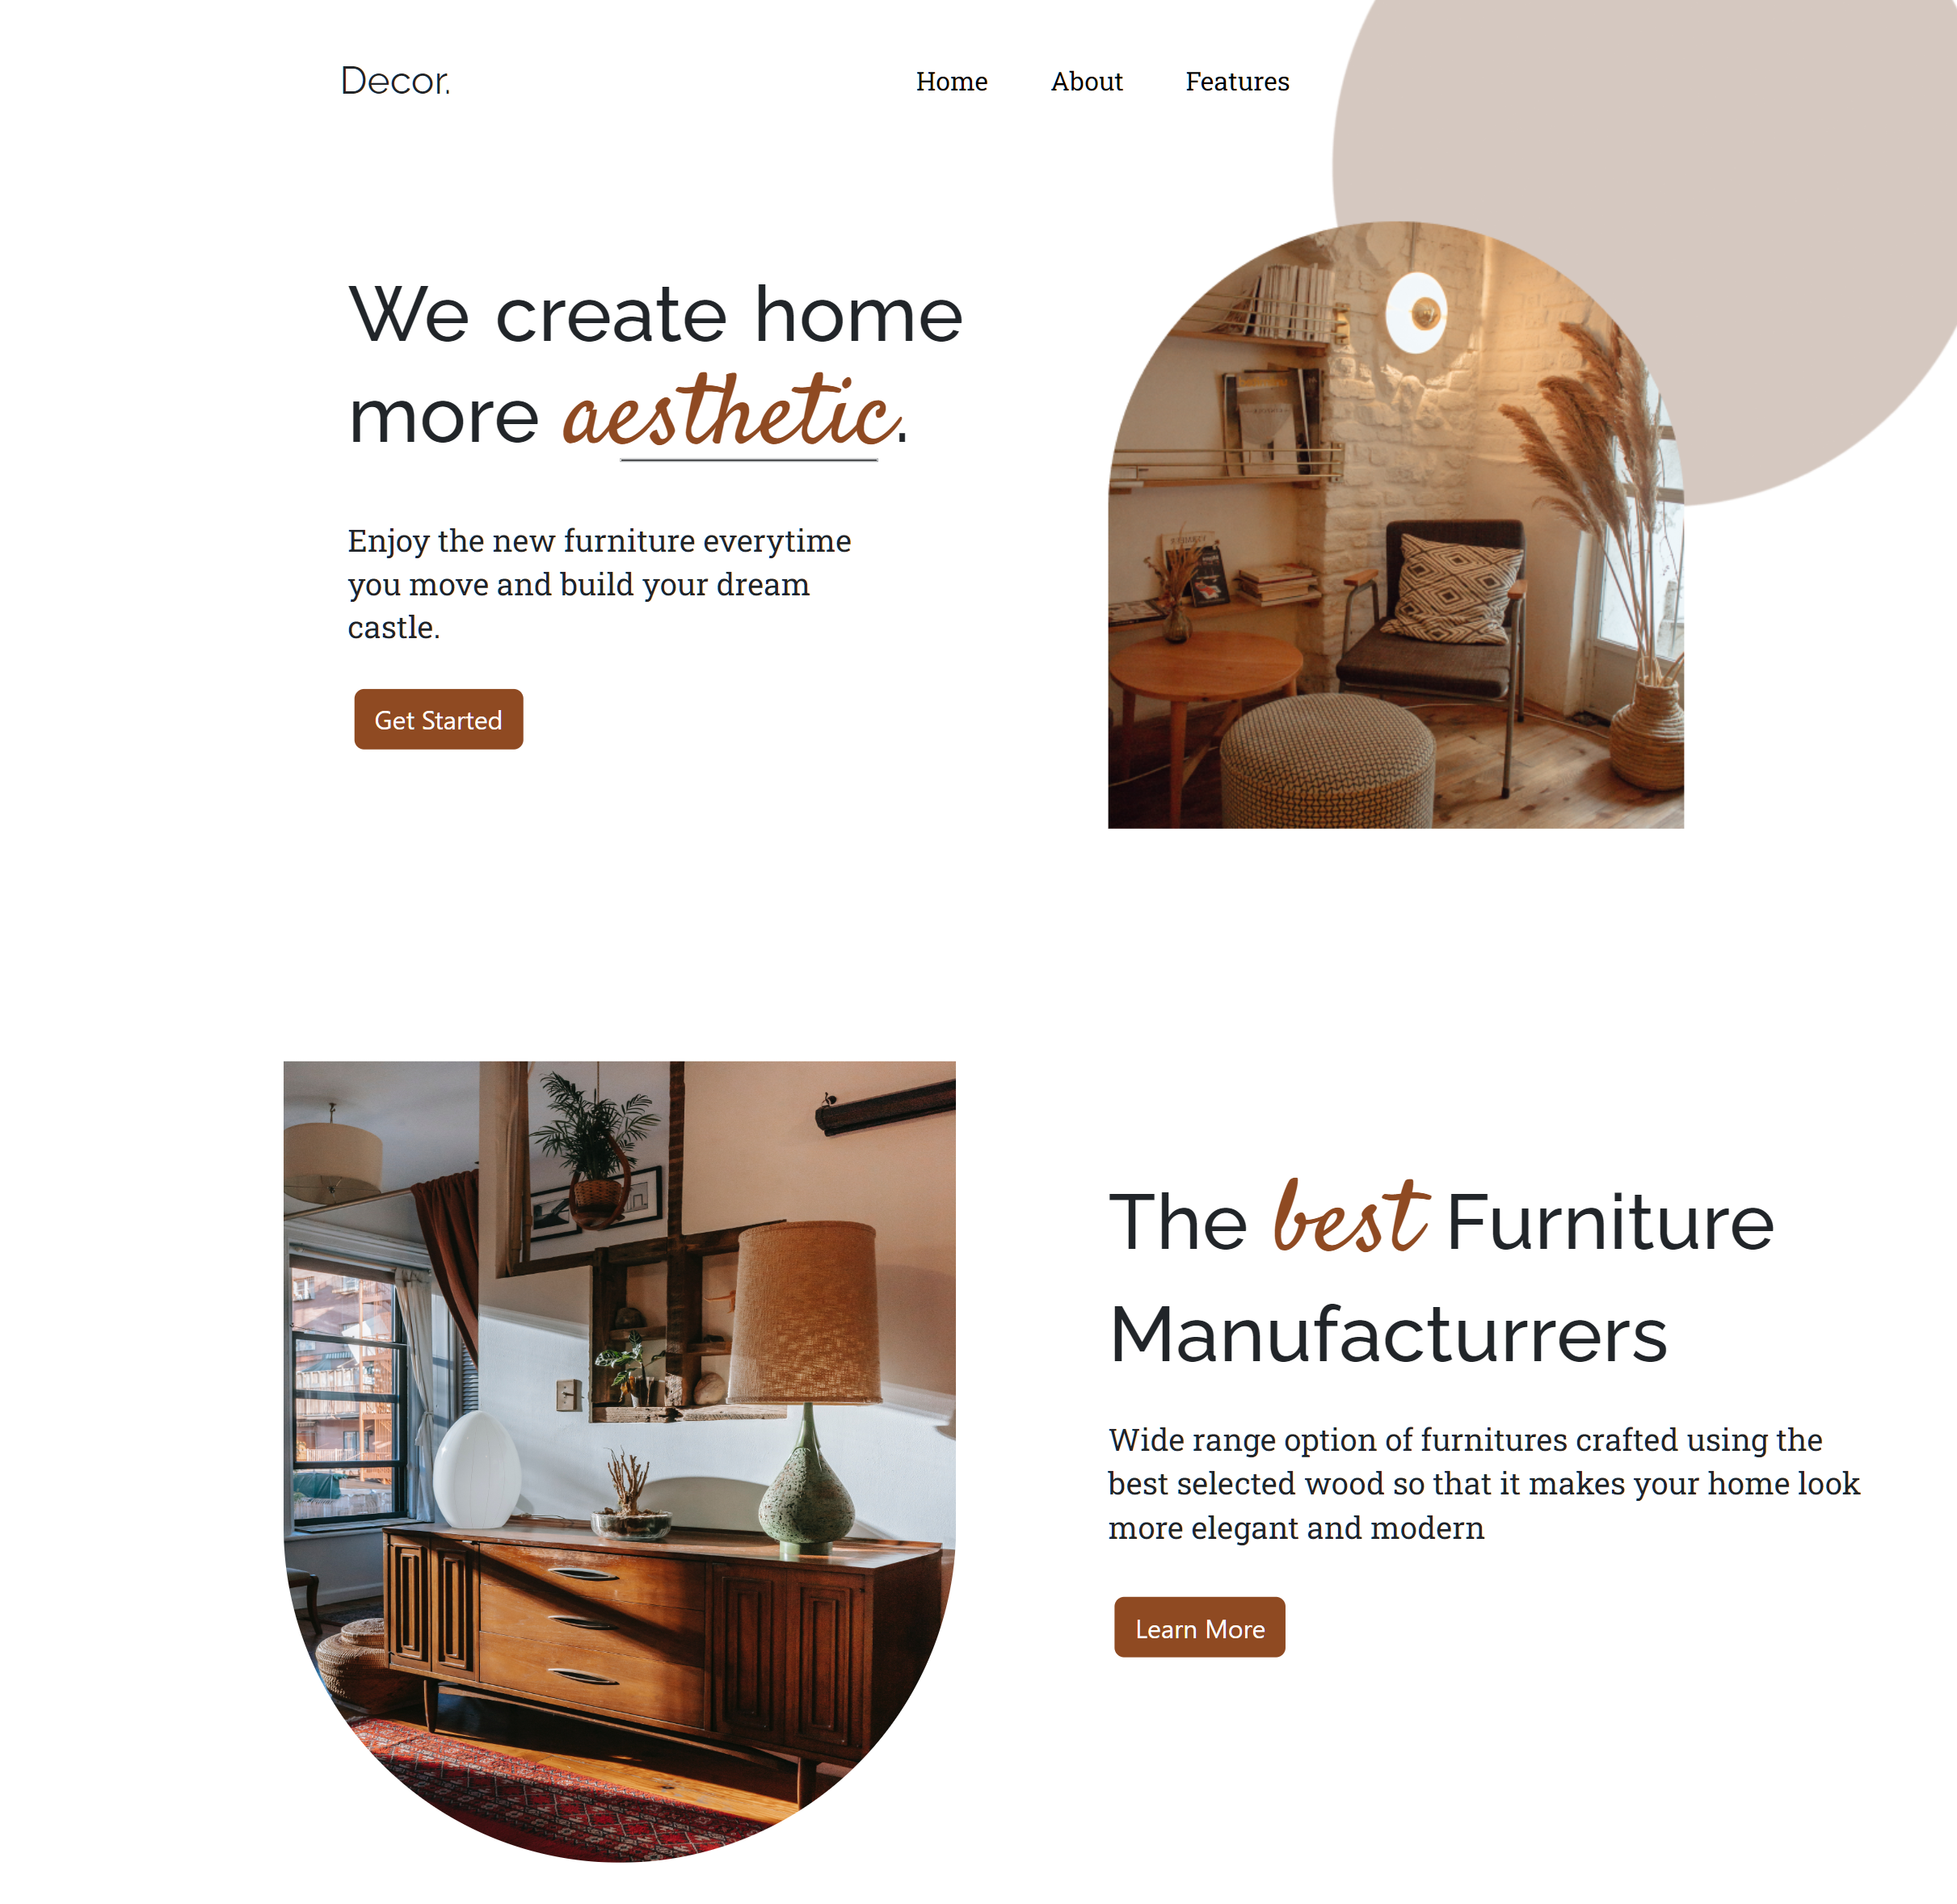 Decor.
Home About Features
We create home
more aesthetic.
Enjoy the new furniture everytime
you move and build your dream
castle.
Get Started
The best Furniture
Manufacturrers
Wide range option of furnitures crafted using the
best selected wood so that it makes your home look
more elegant and modern
Learn More